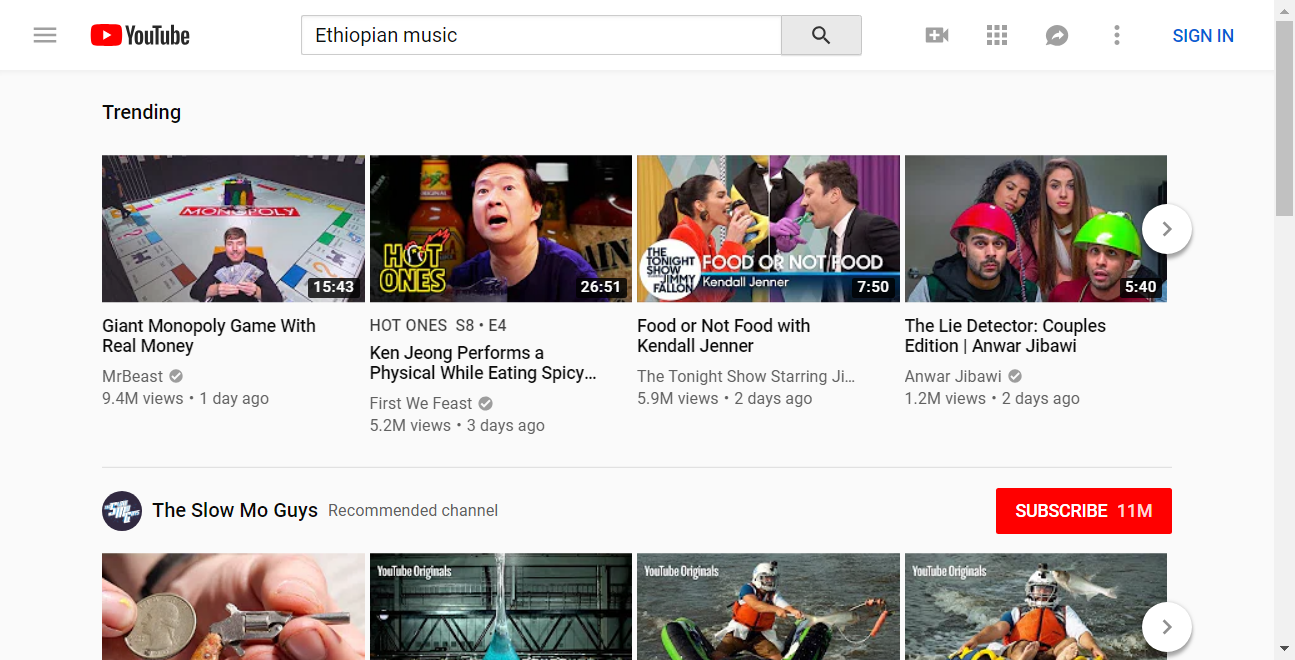 YouTube
Ethiopian music
SIGN IN
Trending
MONOPOLY
15:43
HOT
ONES
26:51
THE
TONIGHT
SHOW
JIMMY
FALLON
FOOD OR NOT FOOD
Kendall Jenner
7:50
5:40
Giant Monopoly Game With
Real Money
MrBeast
9.4M views • 1 day ago
HOT ONES S8 • E4
Ken Jeong Performs a
Physical While Eating Spicy...
First We Feast
5.2M views • 3 days ago
Food or Not Food with
Kendall Jenner
The Tonight Show Starring Ji...
5.9M views • 2 days ago
The Lie Detector: Couples
Edition | Anwar Jibawi
Anwar Jibawi
1.2M views • 2 days ago
The Slow Mo Guys Recommended channel
SUBSCRIBE 11M
YouTube Originals
YouTube Originals
YouTube Originals